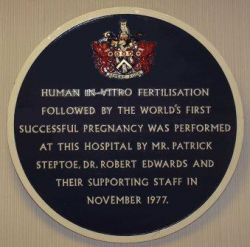 HUMAN IN-VITRO FERTILISATION
FOLLOWED BY THE WORLD'S FIRST
SUCCESSFUL PREGNANCY WAS PERFORMED
AT THIS HOSPITAL BY MR. PATRICK
STEPTOE, DR. ROBERT EDWARDS AND
THEIR SUPPORTING STAFF IN
NOVEMBER 1977.